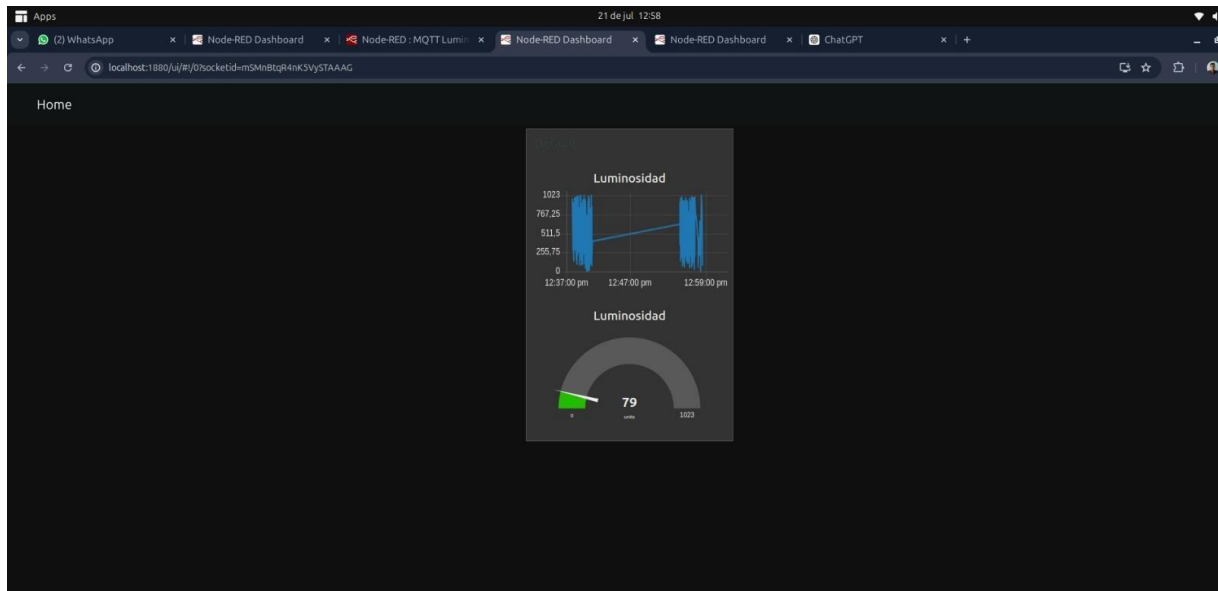 Apps
21 de jul 12:58
(2) WhatsApp
Node-RED Dashboard
Node-RED : MQTT Lumin
Node-RED Dashboard
Node-RED Dashboard
ChatGPT
localhost:1880/ui/#!/0?socketid=mSMnBtqR4nK5VySTAAAG
Home
Default
Luminosidad
1023
767,25
511,5
255,75
0
12:37:00 pm 12:47:00 pm 12:59:00 pm
Luminosidad
79
units
0 1023